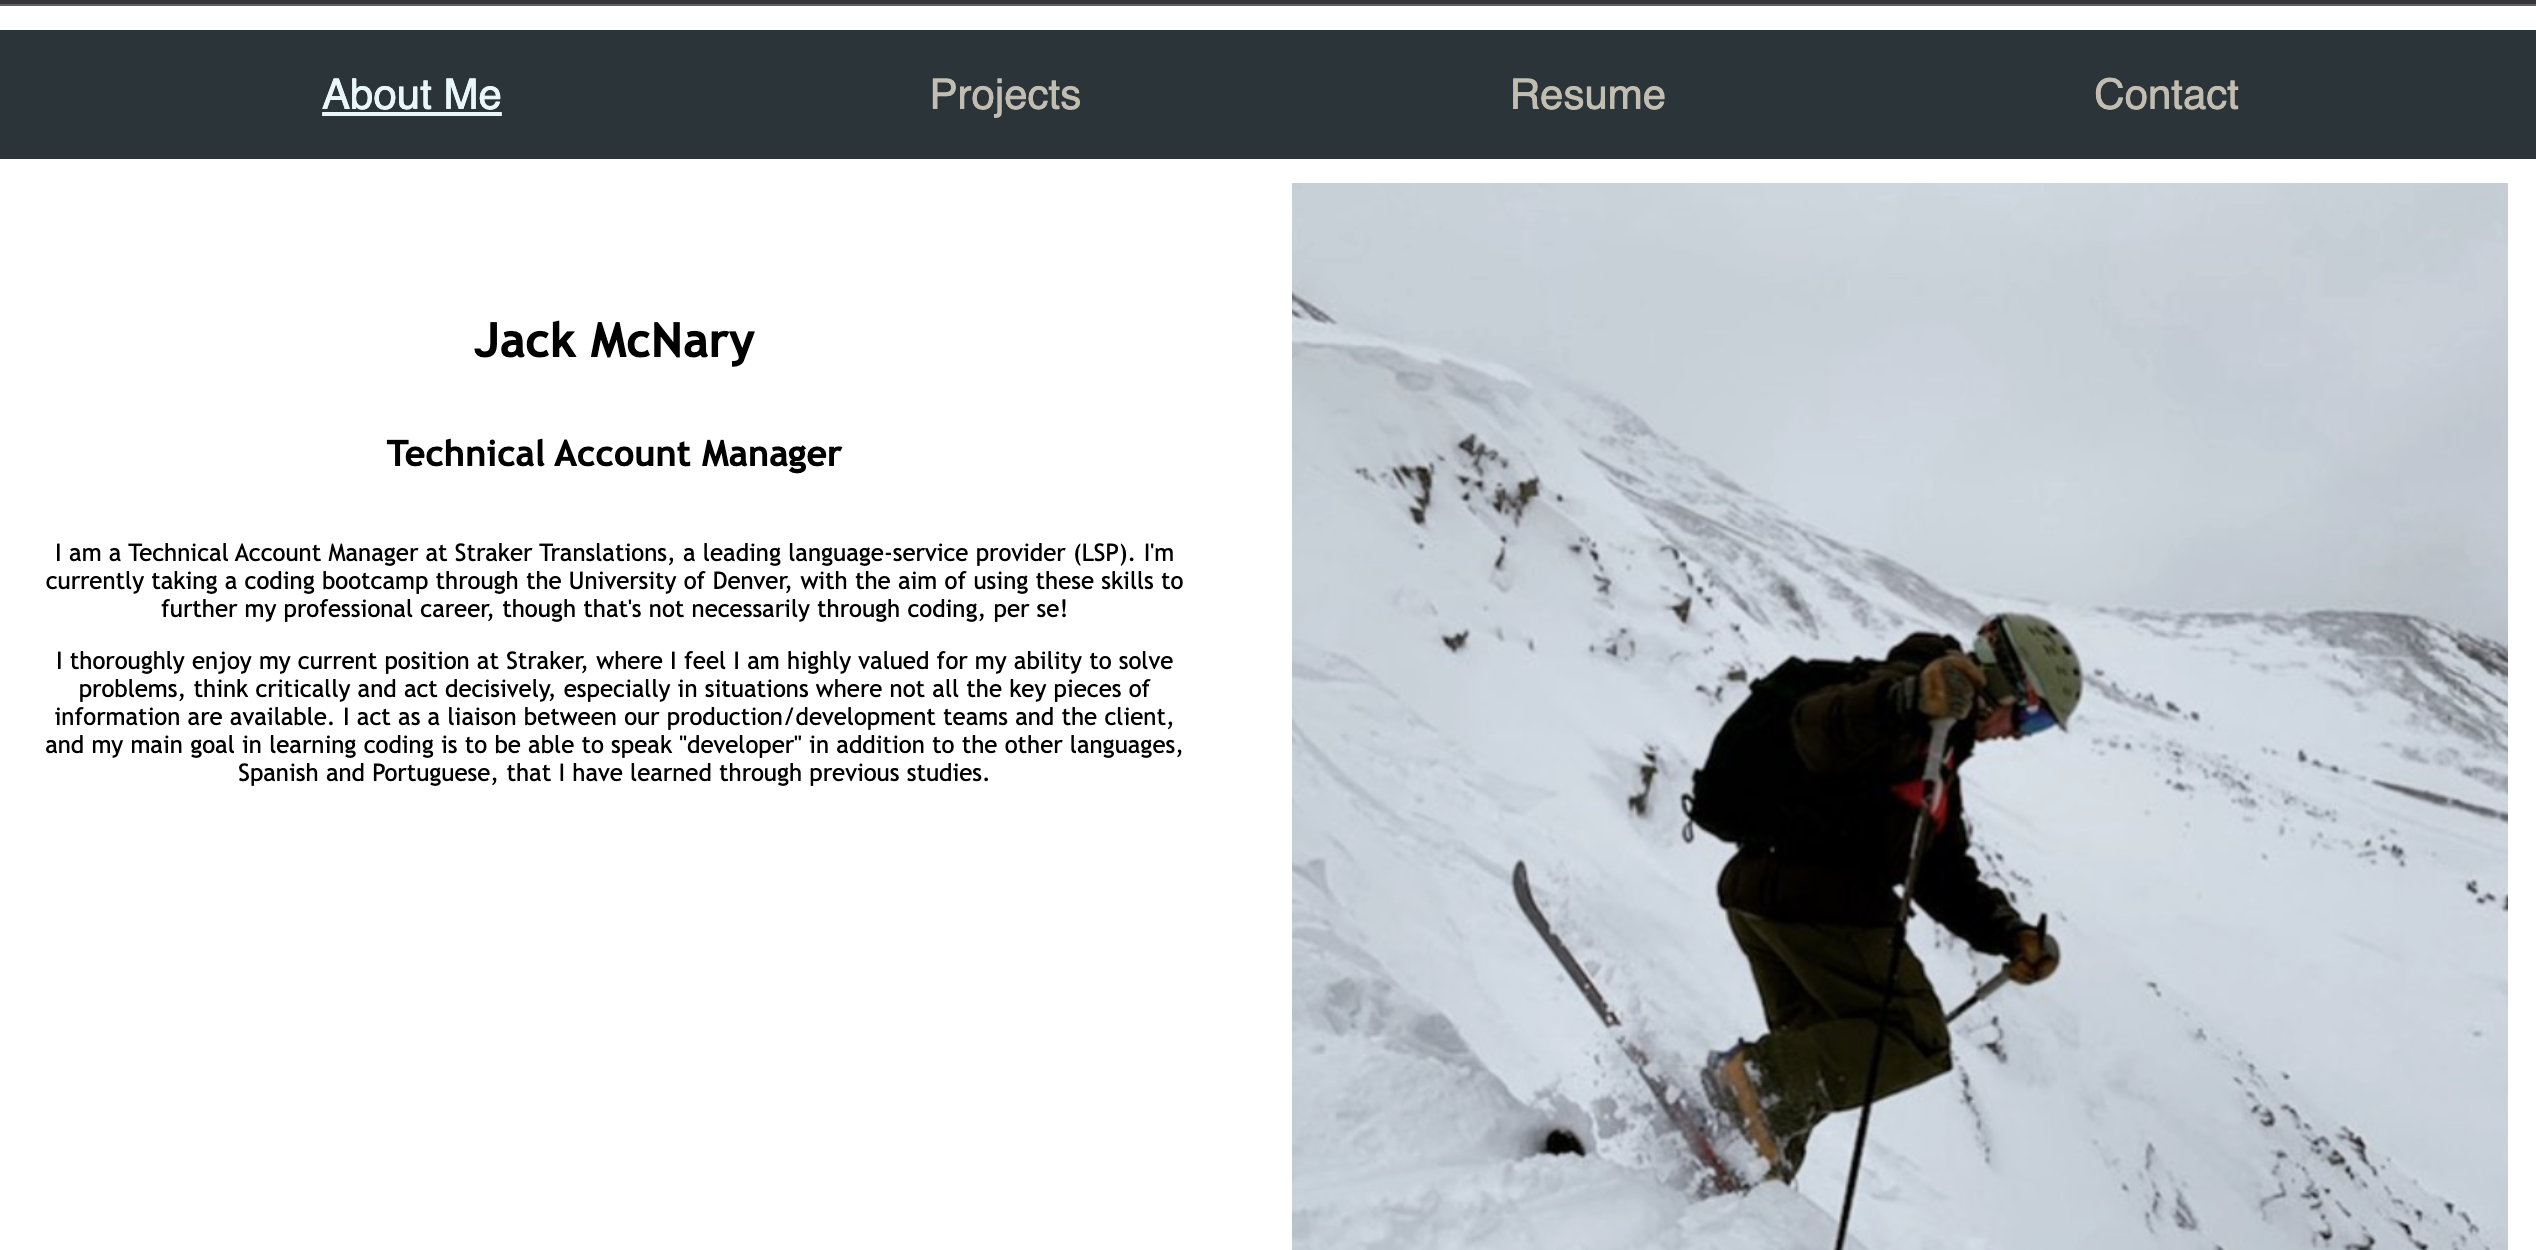 About Me
Projects
Resume
Contact
Jack McNary
Technical Account Manager
I am a Technical Account Manager at Straker Translations, a leading language-service provider (LSP). I'm
currently taking a coding bootcamp through the University of Denver, with the aim of using these skills to
further my professional career, though that's not necessarily through coding, per se!
I thoroughly enjoy my current position at Straker, where I feel I am highly valued for my ability to solve
problems, think critically and act decisively, especially in situations where not all the key pieces of
information are available. I act as a liaison between our production/development teams and the client,
and my main goal in learning coding is to be able to speak "developer" in addition to the other languages,
Spanish and Portuguese, that I have learned through previous studies.